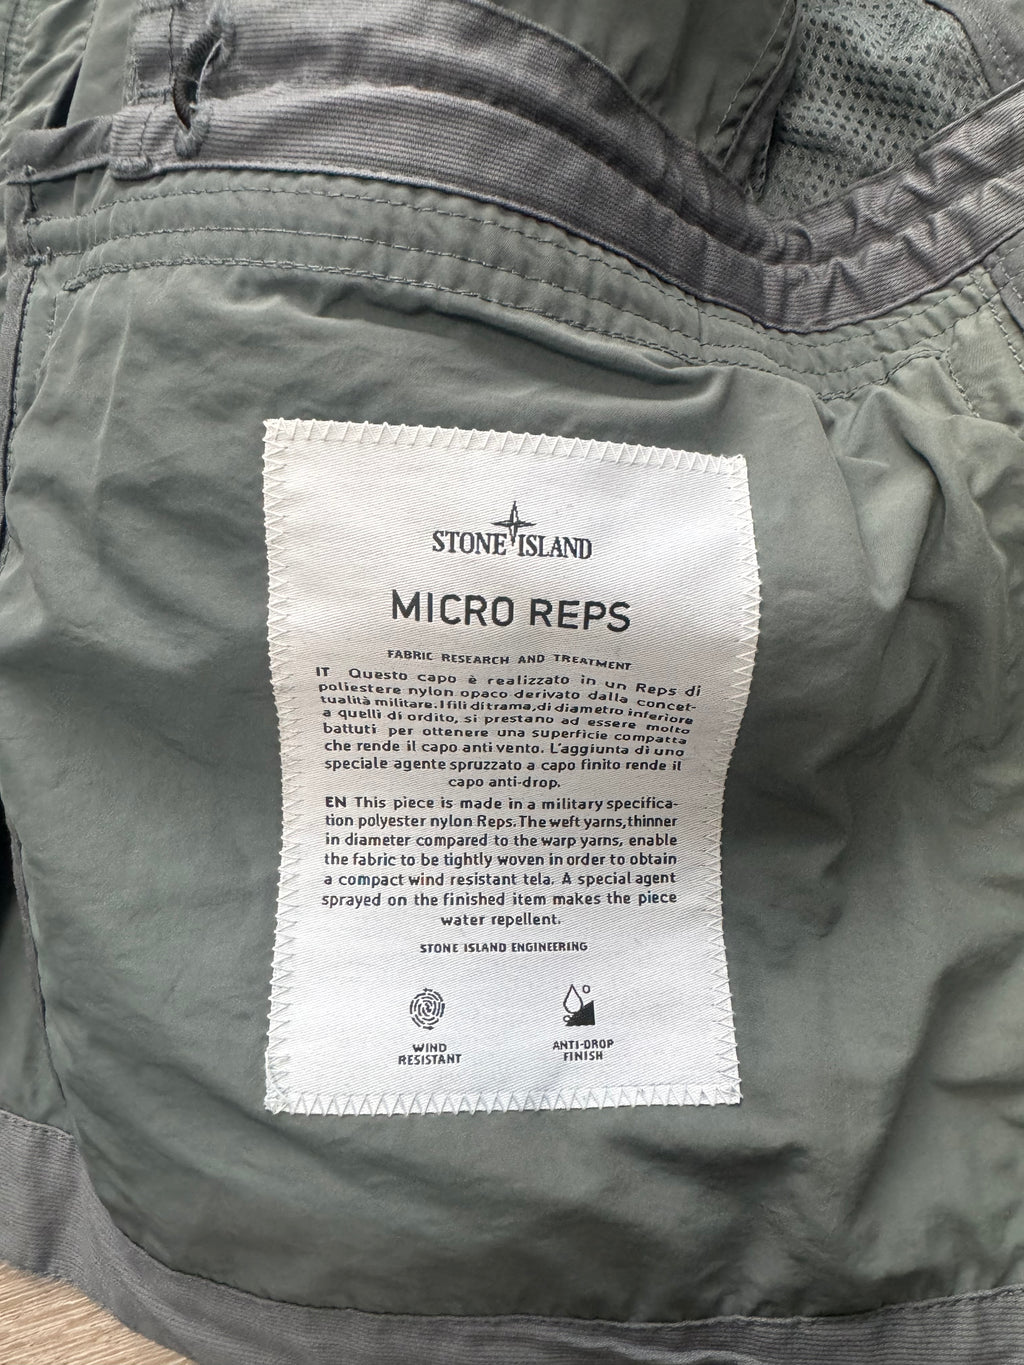 STONE ISLAND
MICRO REPS
FABRIC RESEARCH AND TREATMENT
IT Questo capo è realizzato in un Reps di
poliestere nylon opaco derivato dalla concet-
tualità militare. I fili di trama, di diametro inferiore
a quelli di ordito, si prestano ad essere molto
battuti per ottenere una superficie compatta
che rende il capo anti vento. L'aggiunta di uno
speciale agente spruzzato a capo finito rende il
capo anti-drop.
EN This piece is made in a military specifica-
tion polyester nylon Reps. The weft yarns, thinner
in diameter compared to the warp yarns, enable
the fabric to be tightly woven in order to obtain
a compact wind resistant tela. A special agent
sprayed on the finished item makes the piece
water repellent.
STONE ISLAND ENGINEERING
WIND
RESISTANT
ANTI-DROP
FINISH